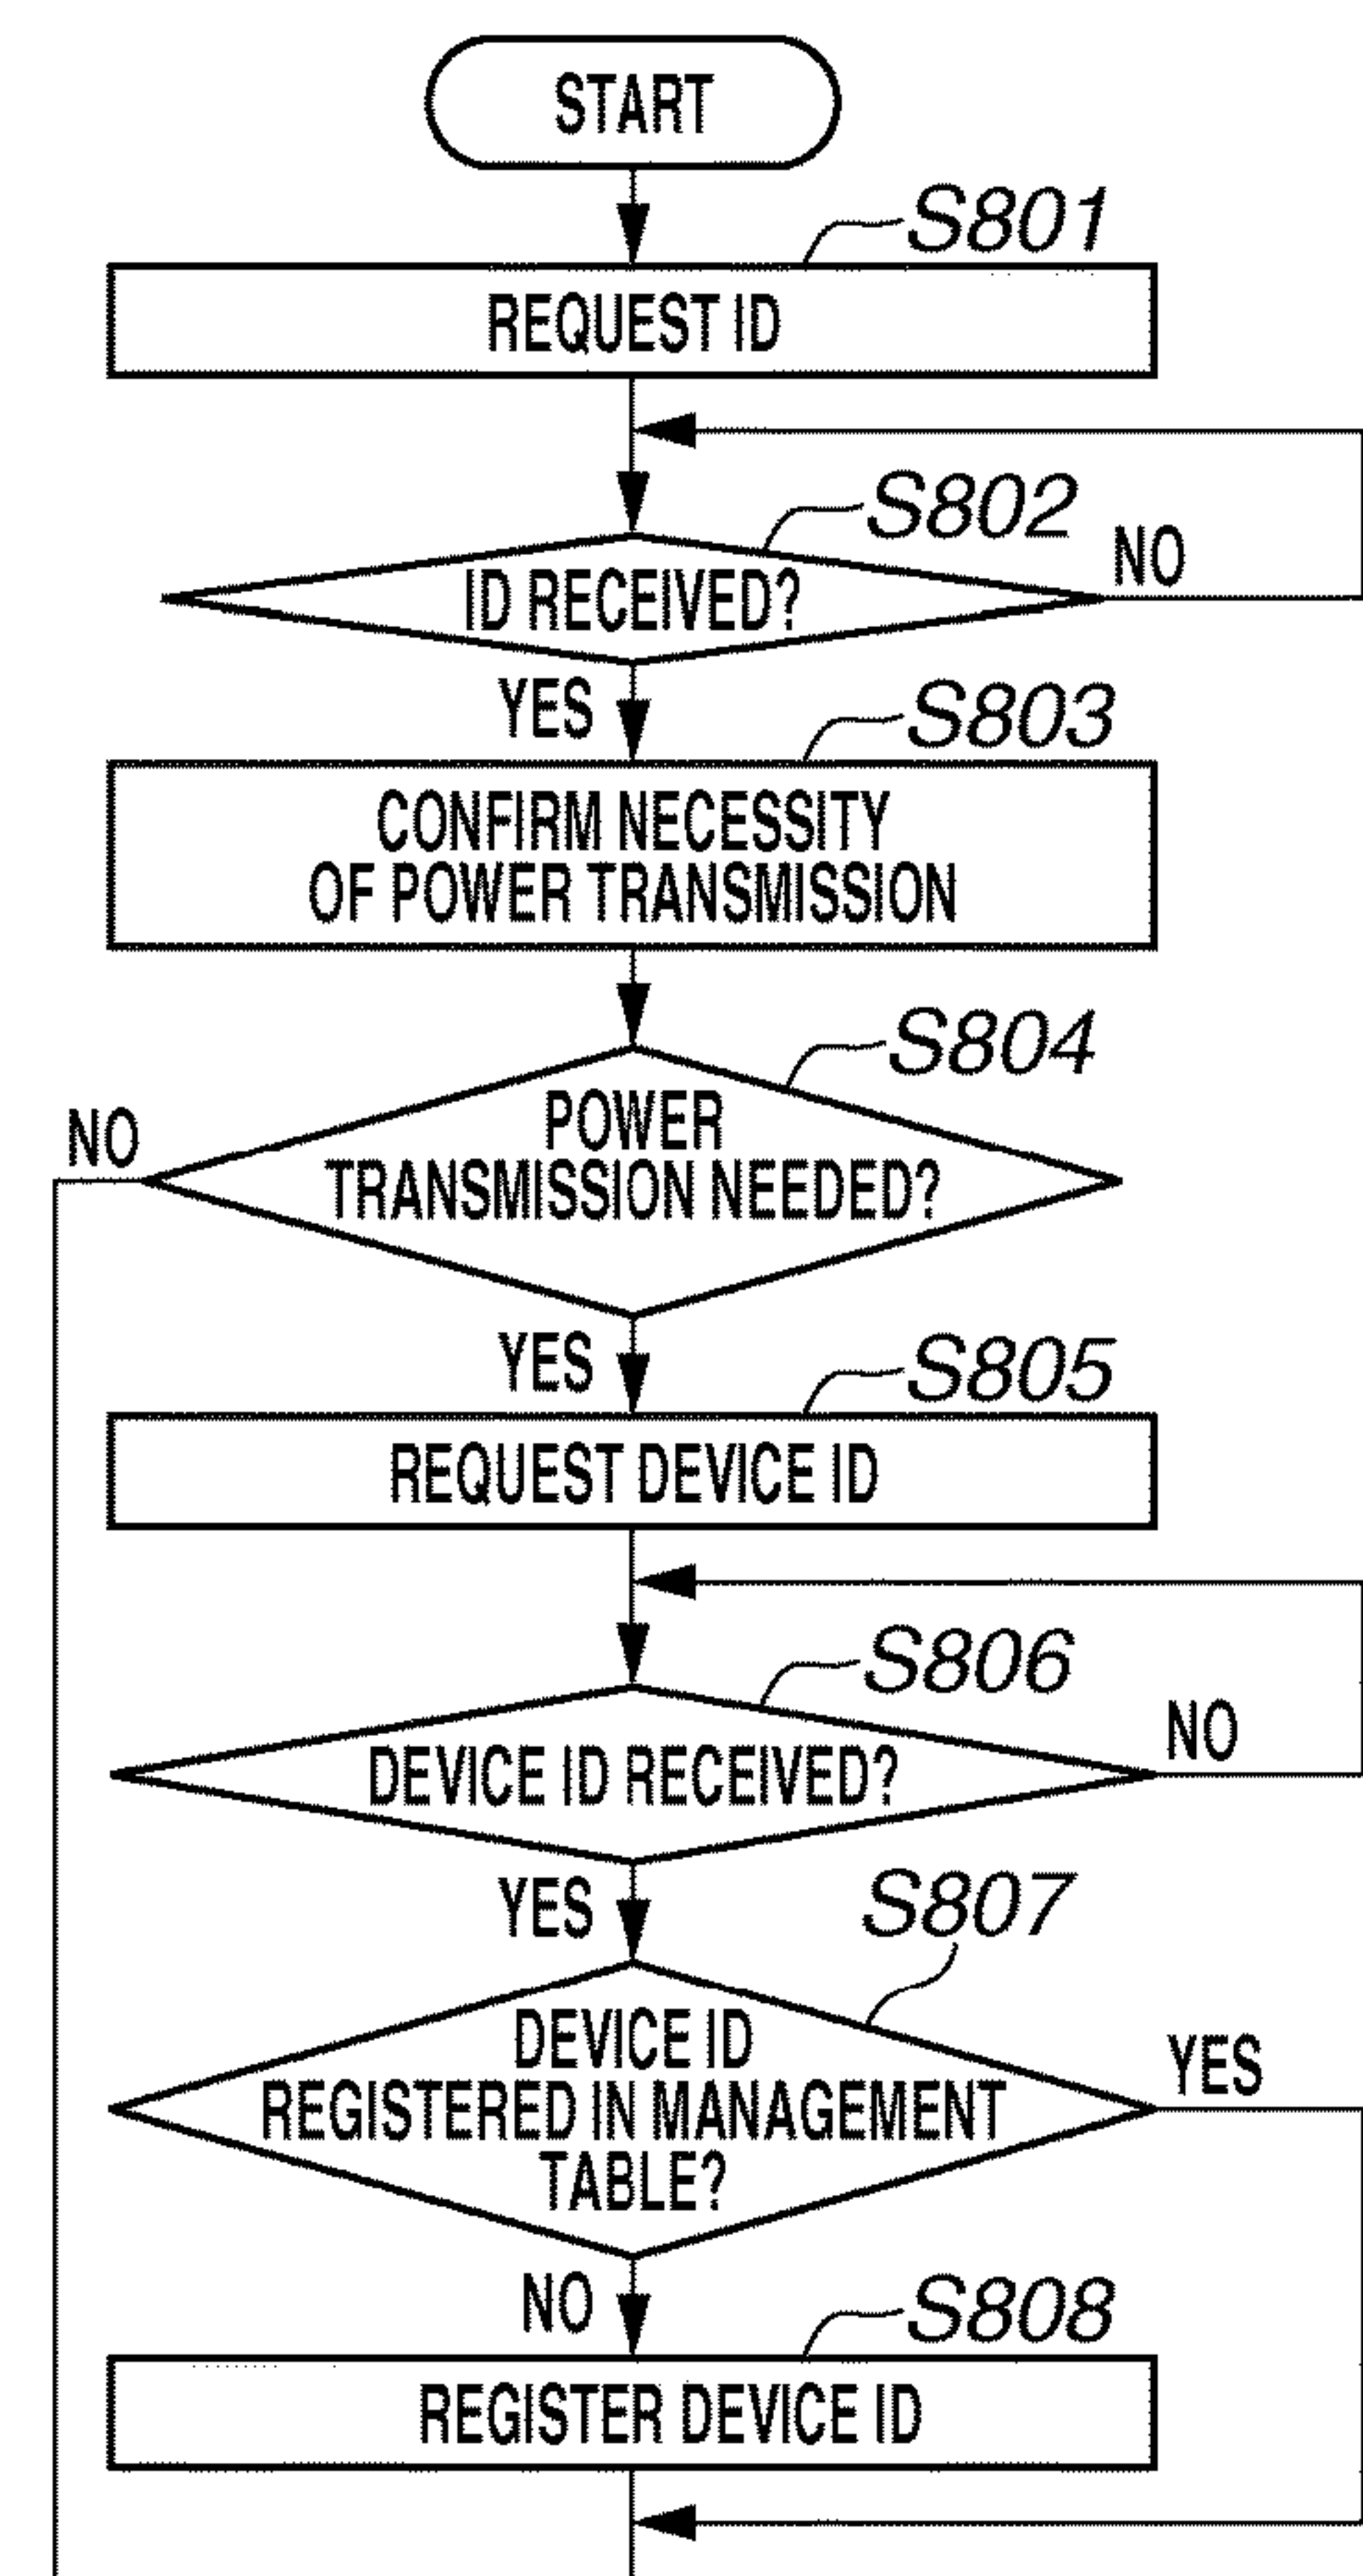 START
S801
REQUEST ID
S802
ID RECEIVED?
NO
YES
S803
CONFIRM NECESSITY
OF POWER TRANSMISSION
S804
NO
POWER
TRANSMISSION NEEDED?
YES
S805
REQUEST DEVICE ID
S806
NO
DEVICE ID RECEIVED?
YES
S807
DEVICE ID
REGISTERED IN MANAGEMENT
TABLE?
YES
NO
S808
REGISTER DEVICE ID